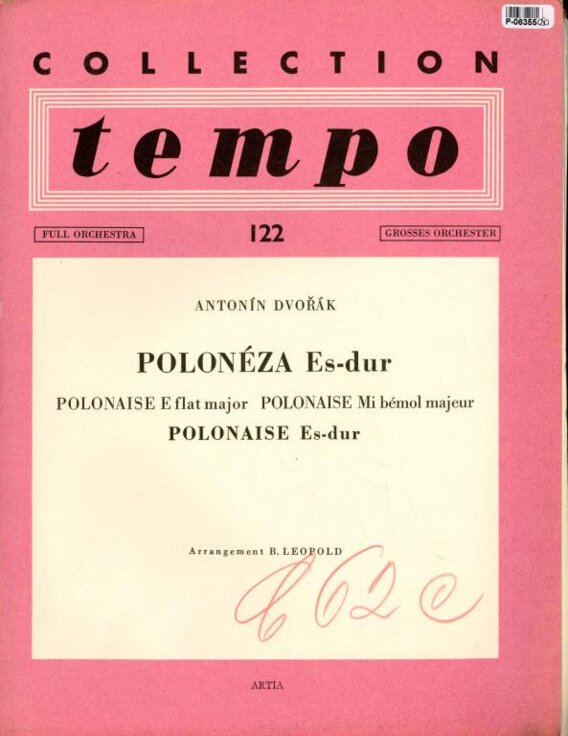 P-06355
COLLECTION
tempo
FULL ORCHESTRA 122 GROSSES ORCHESTER
ANTONÍN DVOŘÁK
POLONÉZA Es-dur
POLONAISE E flat major POLONAISE Mi bémol majeur
POLONAISE Es-dur
Arrangement B. LEOPOLD
62c
ARTIA